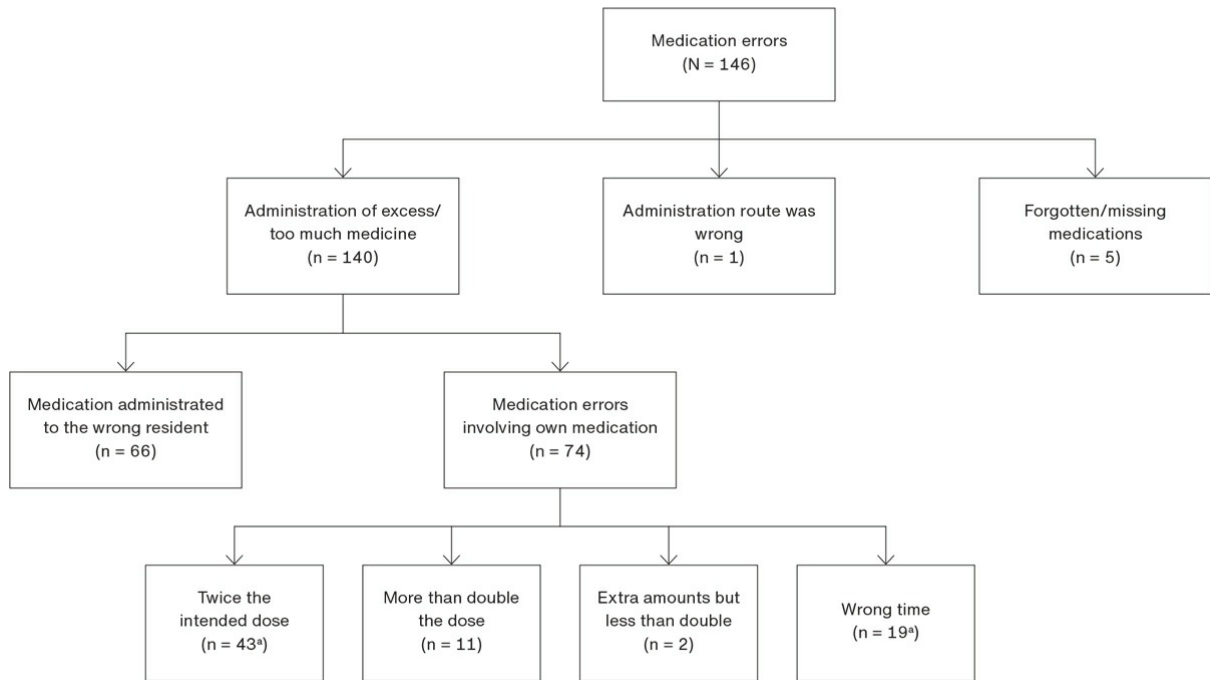 Medication errors
(N = 146)
Administration of excess/
too much medicine
(n = 140)
Administration route was
wrong
(n = 1)
Forgotten/missing
medications
(n = 5)
Medication administrated
to the wrong resident
(n = 66)
Medication errors
involving own medication
(n = 74)
Twice the
intended dose
(n = 43ª)
More than double
the dose
(n = 11)
Extra amounts but
less than double
(n = 2)
Wrong time
(n = 19ª)